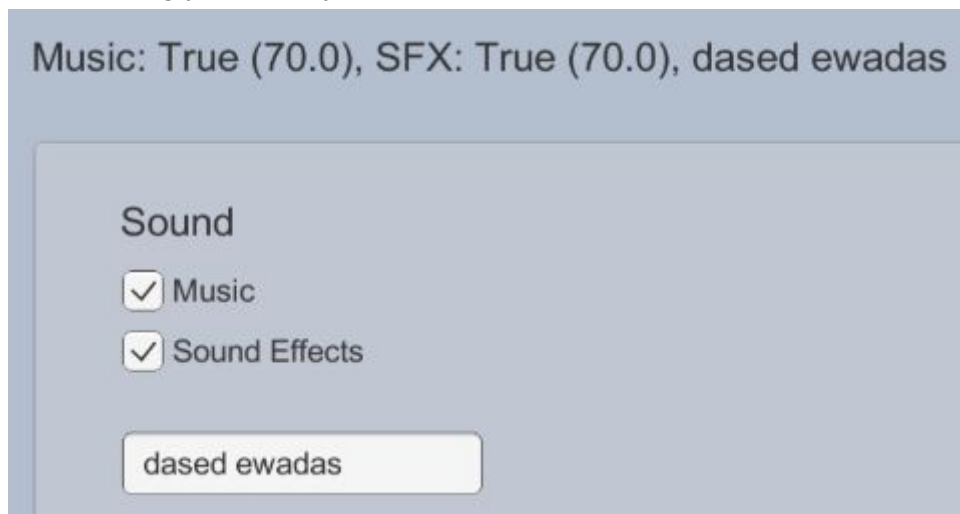 Music: True (70.0), SFX: True (70.0), dased ewadas
Sound
Music
Sound Effects
dased ewadas